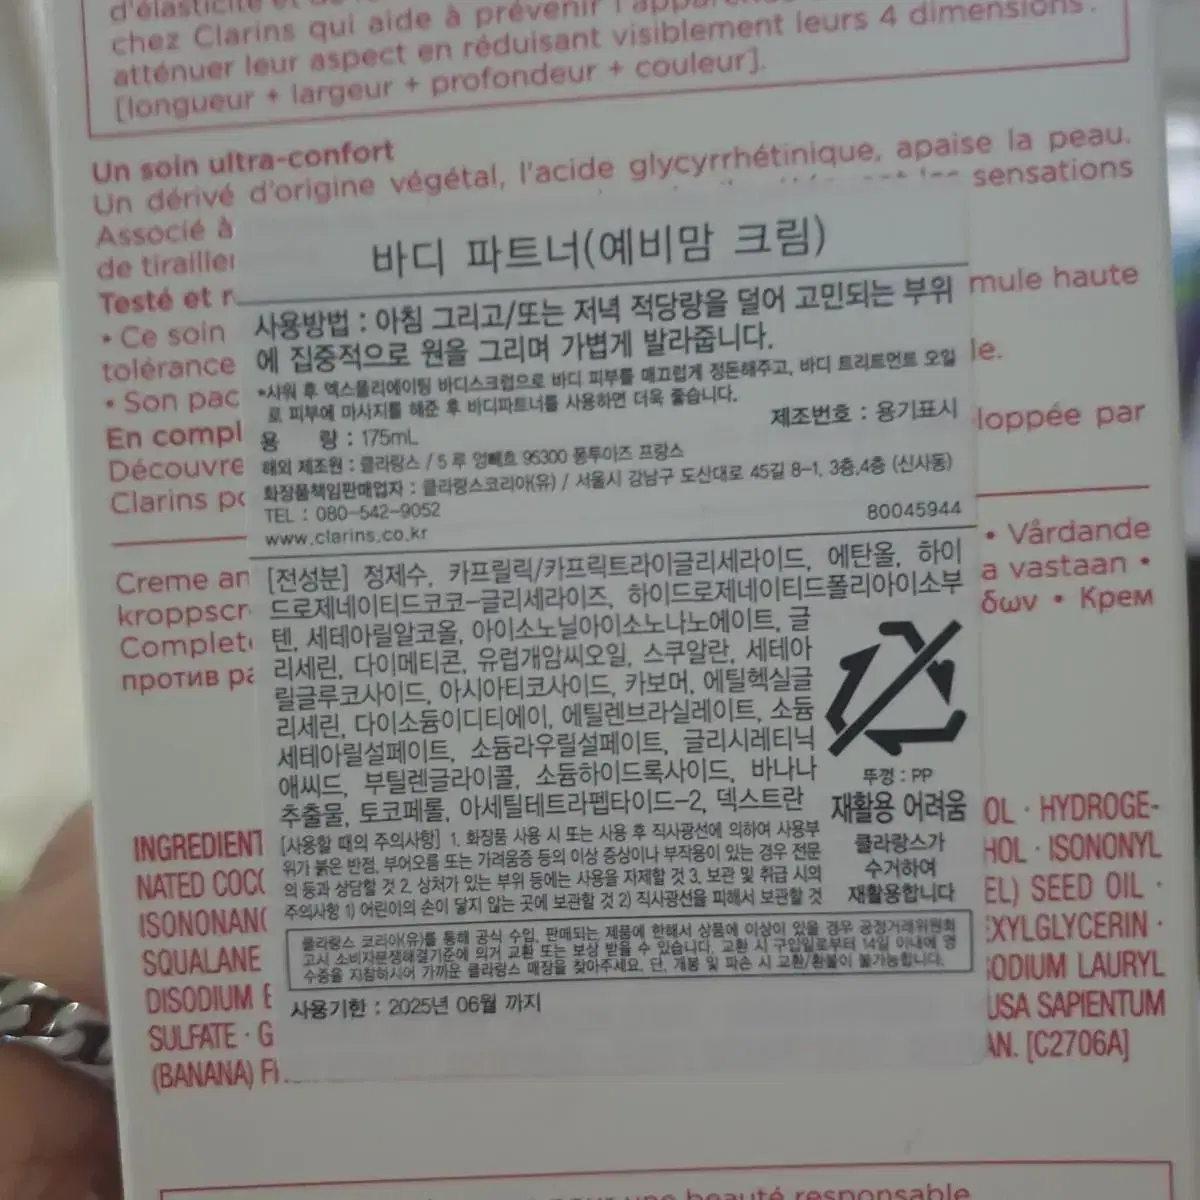 d'élasticité et de
chez Clarins qui aide à prévenir l'appar
atténuer leur aspect en réduisant visiblement leurs 4 dimensions.
[longueur + largeur + profondeur + couleur].
Un soin ultra-confort
Un dérivé d'origine végétal, l'acide glycyrrhétinique, apaise la peau.
Associé à
sensations
de tirailler
바디 파트너(예비맘 크림)
Testé et r
mule haute
• Ce soin
tolérance
le.
• Son pac
En compl
loppée par
Découvre
Clarins po
사용방법 : 아침 그리고/또는 저녁 적당량을 덜어 고민되는 부위
에 집중적으로 원을 그리며 가볍게 발라줍니다.
*샤워 후 엑스폴리에이팅 바디스크럽으로 바디 피부를 매끄럽게 정돈해주고, 바디 트리트먼트 오일
로 피부에 마사지를 해준 후 바디파트너를 사용하면 더욱 좋습니다.
용 량 : 175mL
제조번호 : 용기표시
해외 제조원 : 클라랑스 / 5 루 엉빼흐 95300 퐁투아즈 프랑스
화장품책임판매업자 : 클라랑스코리아(유) / 서울시 강남구 도산대로 45길 8-1, 3층,4층 (신사동)
TEL : 080-542-9052
80045944
www.clarins.co.kr
Creme an
• Vårdande
kroppscr
a vastaan •
Complet
δων • Крем
против ра
[전성분] 정제수, 카프릴릭/카프릭트라이글리세라이드, 에탄올, 하이
드로제네이티드코코-글리세라이즈, 하이드로제네이티드폴리아이소부
텐, 세테아릴알코올, 아이소노닐아이소노나노에이트, 글
리세린, 다이메티콘, 유럽개암씨오일, 스쿠알란, 세테아
릴글루코사이드, 아시아티코사이드, 카보머, 에틸헥실글
리세린, 다이소듐이디티에이, 에틸렌브라실레이트, 소듐
세테아릴설페이트, 소듐라우릴설페이트, 글리시레티닉
애씨드, 부틸렌글라이콜, 소듐하이드록사이드, 바나나
추출물, 토코페롤, 아세틸테트라펩타이드-2, 덱스트란
뚜껑 : PP
재활용 어려움
클라랑스가
수거하여
재활용합니다
[사용할 때의 주의사항] 1. 화장품 사용 시 또는 사용 후 직사광선에 의하여 사용부
위가 붉은 반점, 부어오름 또는 가려움증 등의 이상 증상이나 부작용이 있는 경우 전문
의 등과 상담할 것 2. 상처가 있는 부위 등에는 사용을 자제할 것 3. 보관 및 취급 시의
주의사항 1) 어린이의 손이 닿지 않는 곳에 보관할 것 2) 직사광선을 피해서 보관할 것
클라랑스 코리아(유)를 통해 공식 수입, 판매되는 제품에 한해서 상품에 이상이 있을 경우 공정거래위원회
고시 소비자분쟁해결기준에 의거 교환 또는 보상 받을 수 있습니다. 교환 시 구입일로부터 14일 이내에 영
수증을 지참하시어 가까운 클라랑스 매장을 찾아주세요. 단, 개봉 및 파손 시 교환/환불이 불가능합니다.
사용기한 : 2025년 06월 까지
INGREDIENT
OL · HYDROGE-
NATED COCO
HOL · ISONONYL
ISONONANO
EL) SEED OIL ·
SQUALANE
EXYLGLYCERIN ·
DISODIUM E
SODIUM LAURYL
SULFATE · G
USA SAPIENTUM
(BANANA) F
AN. [C2706A]
pour une beauté responsable